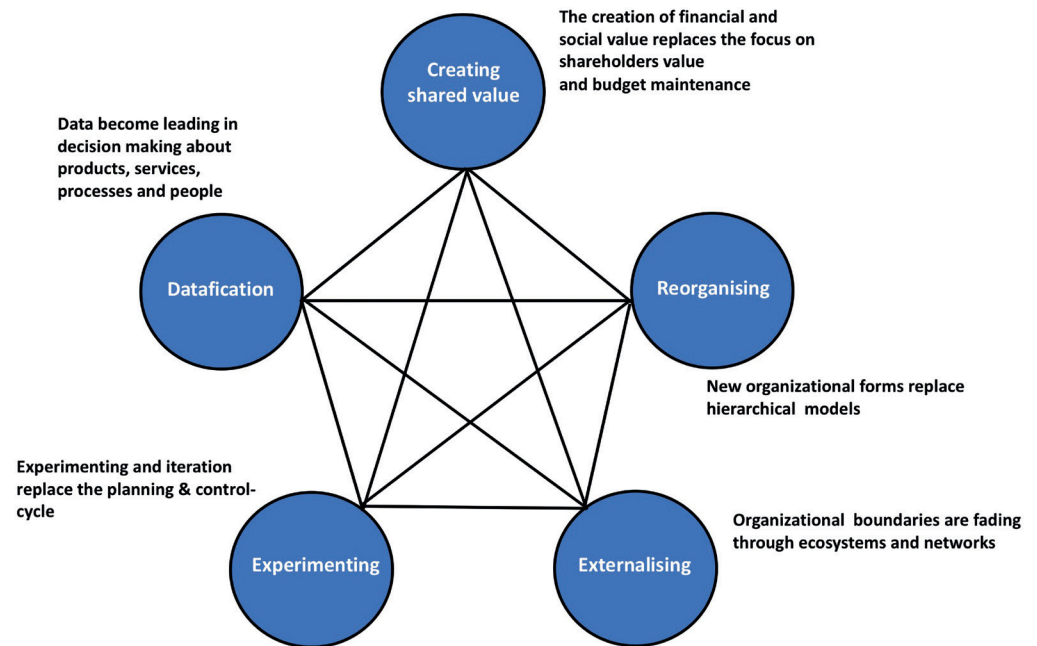 The creation of financial and
social value replaces the focus on
shareholders value
and budget maintenance
Creating
shared value
Data become leading in
decision making about
products, services,
processes and people
Datafication
Reorganising
New organizational forms replace
hierarchical models
Experimenting and iteration
replace the planning & control-
cycle
Experimenting
Externalising
Organizational boundaries are fading
through ecosystems and networks